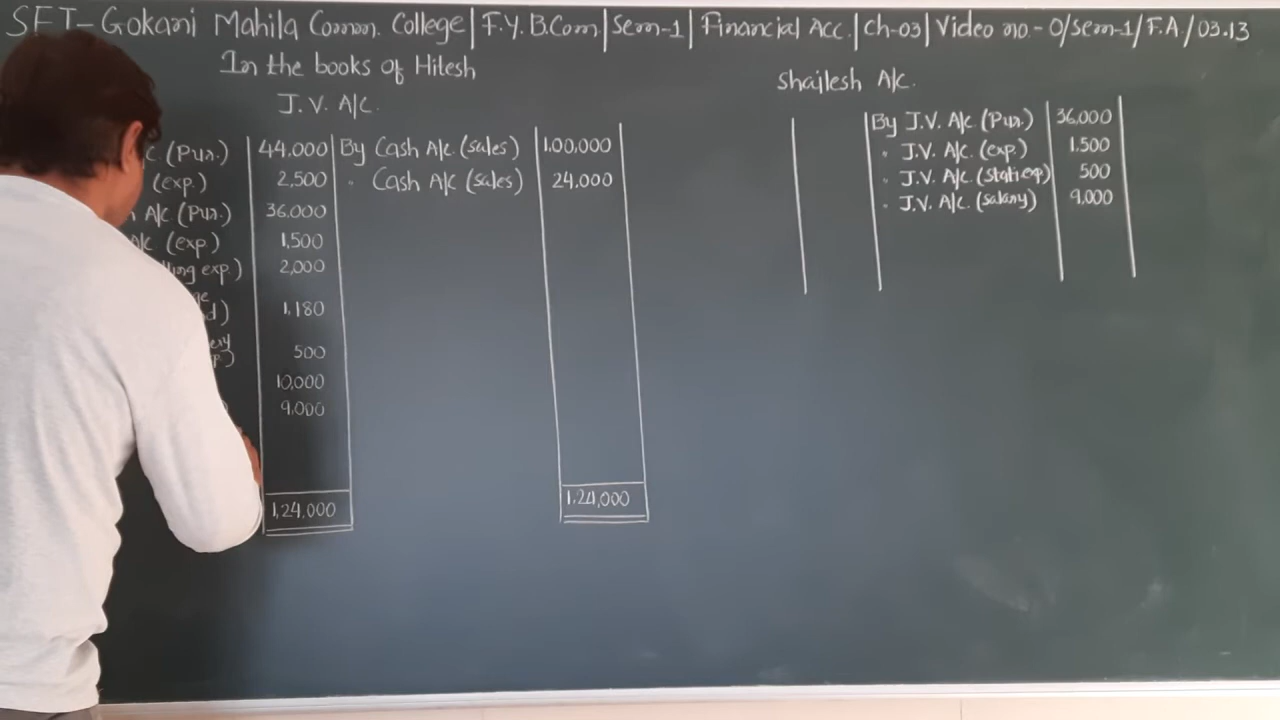 SFT-Gokani Mahila Comm. College|F.Y.B.Com|Sem-1|Financial Acc.|Ch-03|Video no.-0/Sem-1/F.A./03.13
In the books of Hitesh
J.V. A/c.
(Pur.) 44,000 By Cash A/c. (sales) 1,00,000
(exp.) 2,500 " Cash A/c (sales) 24,000
A/c. (Pur.) 36,000
(exp.) 1,500
exp.) 2,000
1,180
500
10,000
9,000
1,24,000 1,24,000
Shailesh A/c.
By J.V. A/c (Pur.) 36,000
" J.V. A/c. (exp.) 1,500
" J.V. A/c. (stati exp) 500
" J.V. A/c. (salary) 9,000